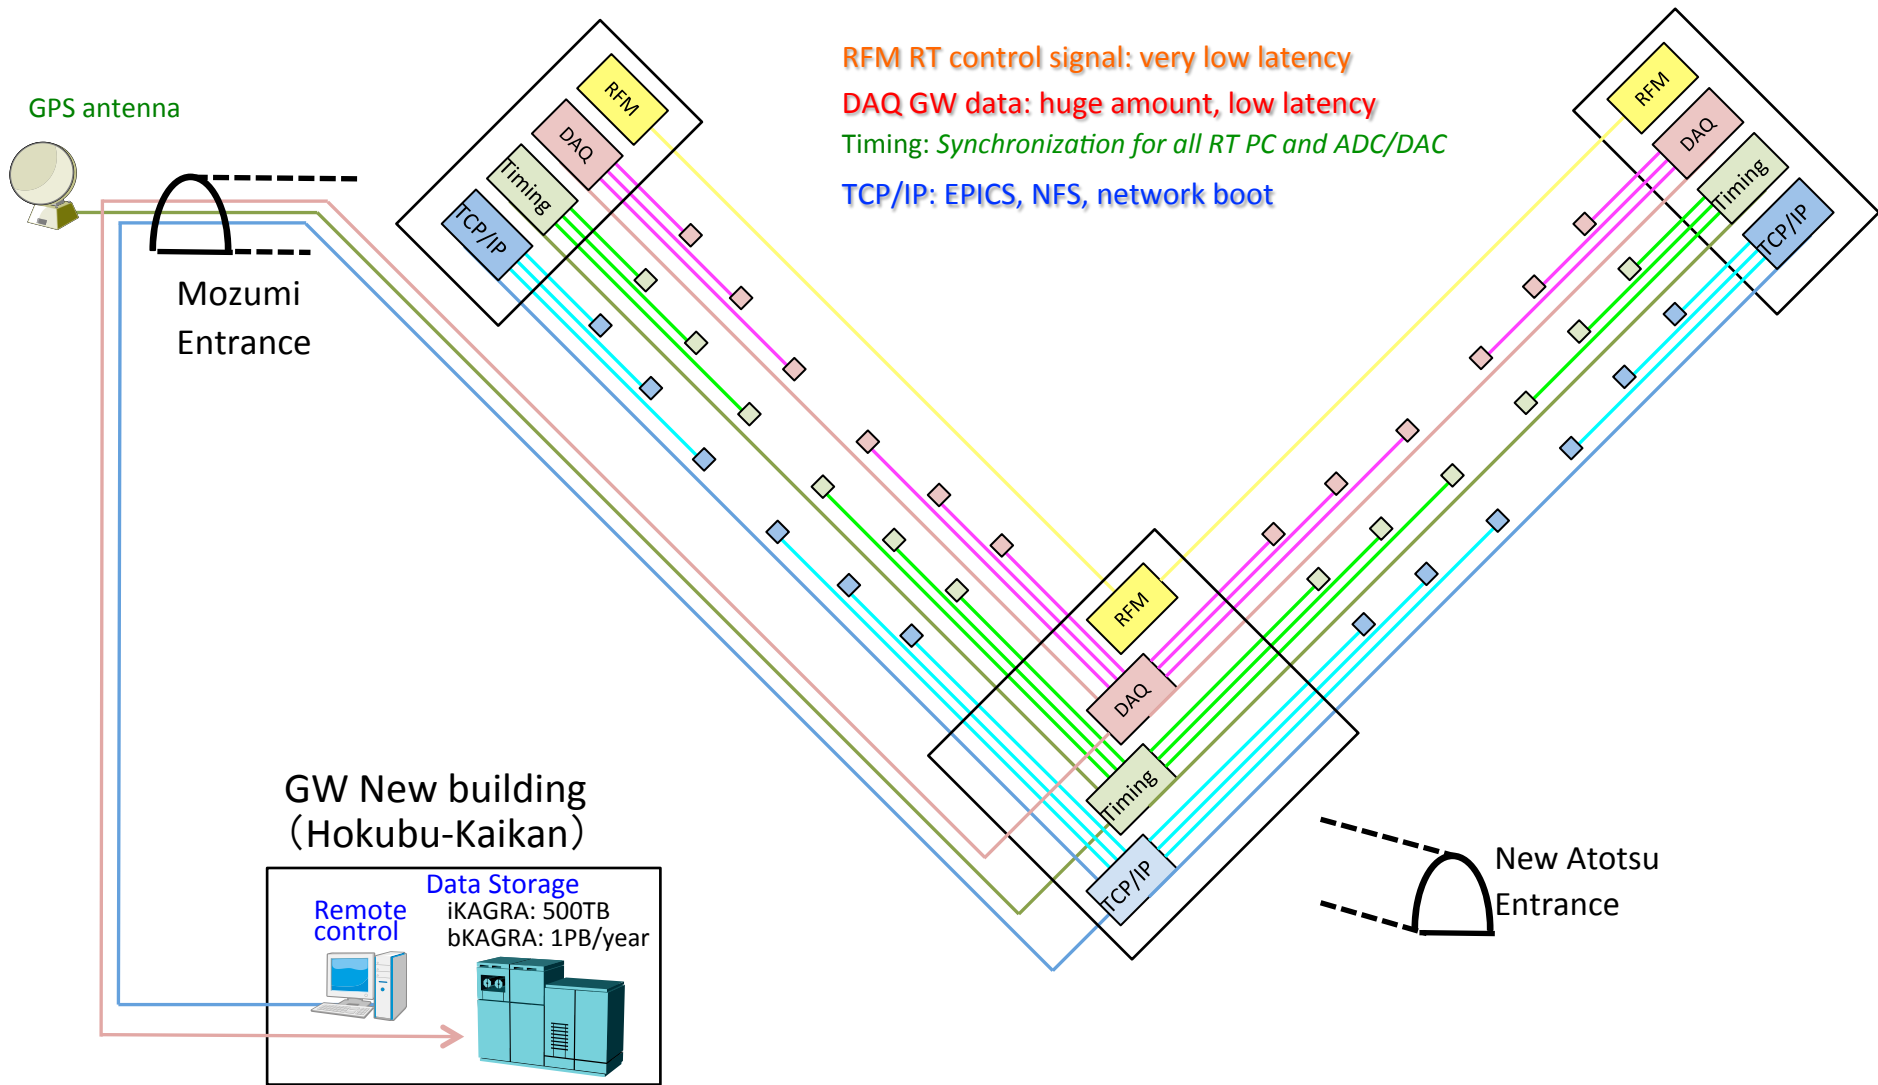 RFM RT control signal: very low latency
DAQ GW data: huge amount, low latency
Timing: Synchronization for all RT PC and ADC/DAC
TCP/IP: EPICS, NFS, network boot
GPS antenna
Mozumi
Entrance
RFM
DAQ
Timing
TCP/IP
RFM
DAQ
Timing
TCP/IP
RFM
DAQ
Timing
TCP/IP
GW New building
(Hokubu-Kaikan)
Data Storage
iKAGRA: 500TB
bKAGRA: 1PB/year
Remote
control
New Atotsu
Entrance